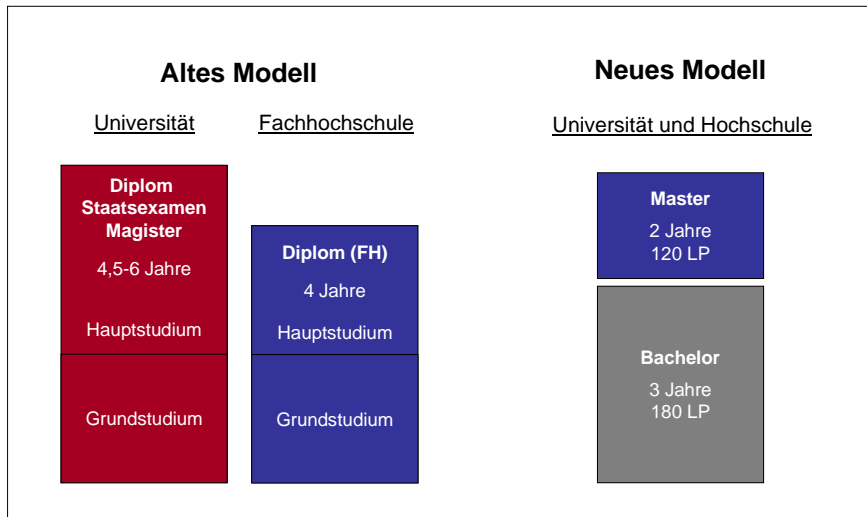 Altes Modell
Universität
Diplom
Staatsexamen
Magister
4,5-6 Jahre
Hauptstudium
Grundstudium
Fachhochschule
Diplom (FH)
4 Jahre
Hauptstudium
Grundstudium
Neues Modell
Universität und Hochschule
Master
2 Jahre
120 LP
Bachelor
3 Jahre
180 LP